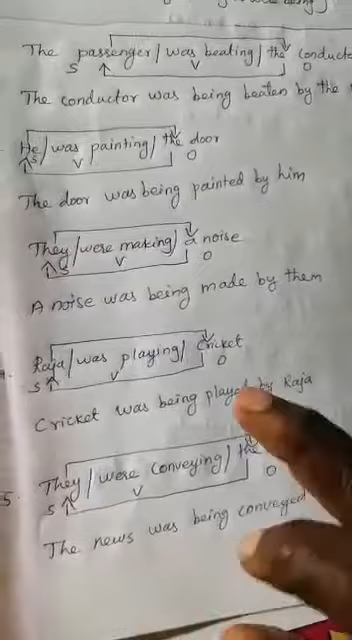 The passenger / was beating / the conducto
S V O
The conductor was being beaten by the
He / was painting / the door
S V O
The door was being painted by him
They / were making / a noise
S V O
A noise was being made by them
Raja / was playing / Cricket
S V O
Cricket was being played by Raja
5. They / were conveying / the
S V O
The news was being conveyed